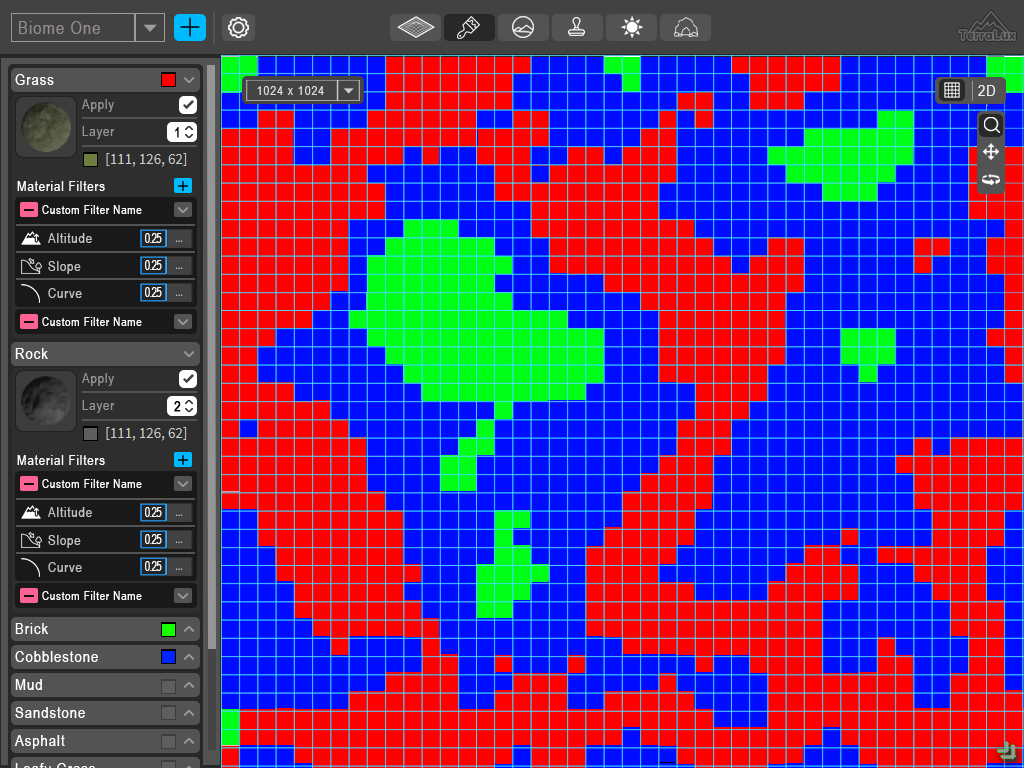 Biome One
TerraLux
1024 x 1024
2D
Grass
Apply
Layer
1
[111, 126, 62]
Material Filters
Custom Filter Name
Altitude
0.25
...
Slope
0.25
...
Curve
0.25
...
Custom Filter Name
Rock
Apply
Layer
2
[111, 126, 62]
Material Filters
Custom Filter Name
Altitude
0.25
...
Slope
0.25
...
Curve
0.25
...
Custom Filter Name
Brick
Cobblestone
Mud
Sandstone
Asphalt
Leafy Grass